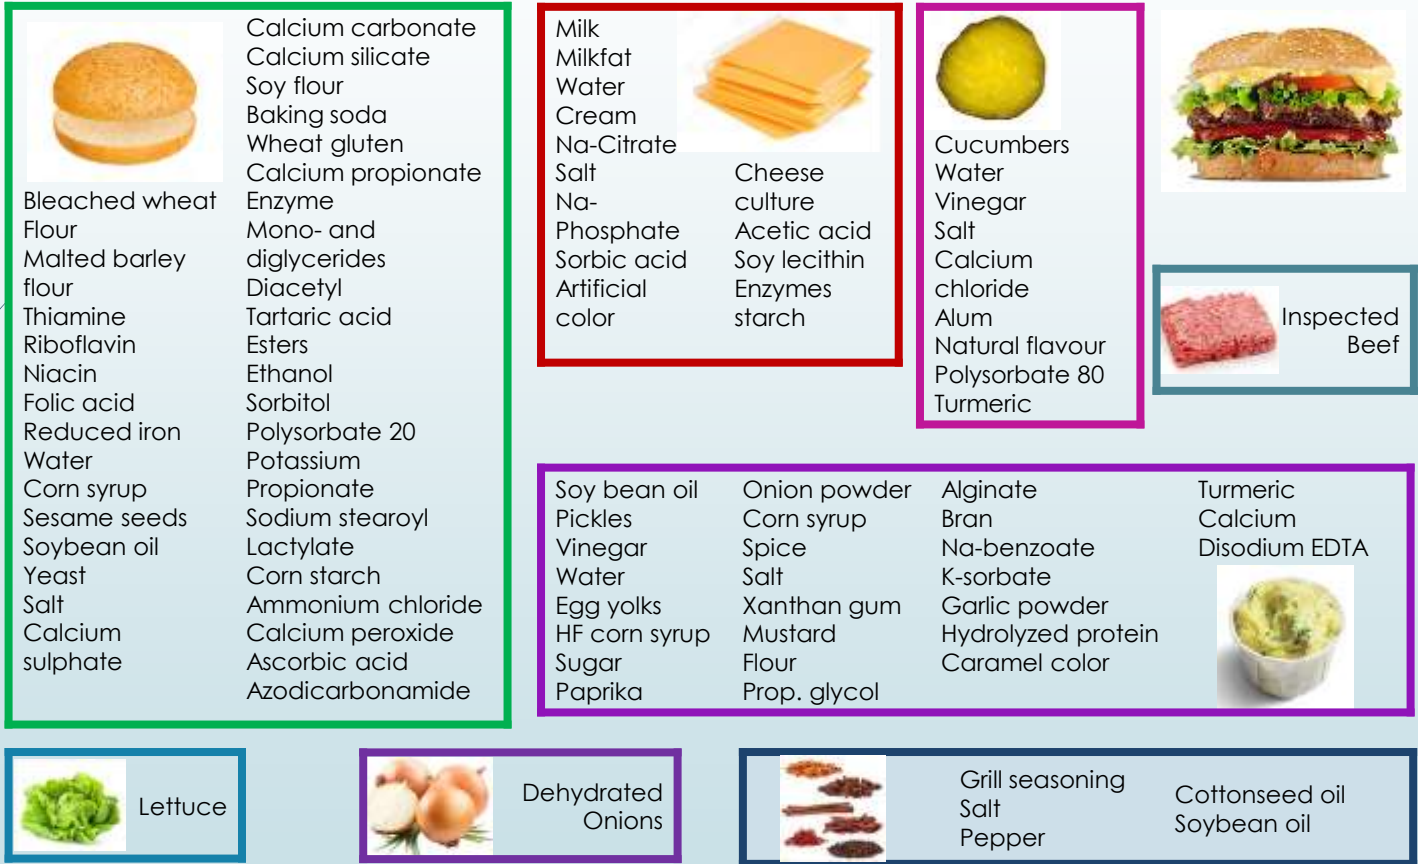 Bleached wheat
Flour
Malted barley
flour
Thiamine
Riboflavin
Niacin
Folic acid
Reduced iron
Water
Corn syrup
Sesame seeds
Soybean oil
Yeast
Salt
Calcium
sulphate
Calcium carbonate
Calcium silicate
Soy flour
Baking soda
Wheat gluten
Calcium propionate
Enzyme
Mono- and
diglycerides
Diacetyl
Tartaric acid
Esters
Ethanol
Sorbitol
Polysorbate 20
Potassium
Propionate
Sodium stearoyl
Lactylate
Corn starch
Ammonium chloride
Calcium peroxide
Ascorbic acid
Azodicarbonamide
Milk
Milkfat
Water
Cream
Na-Citrate
Salt
Na-
Phosphate
Sorbic acid
Artificial
color
Cheese
culture
Acetic acid
Soy lecithin
Enzymes
starch
Cucumbers
Water
Vinegar
Salt
Calcium
chloride
Alum
Natural flavour
Polysorbate 80
Turmeric
Inspected
Beef
Soy bean oil
Pickles
Vinegar
Water
Egg yolks
HF corn syrup
Sugar
Paprika
Onion powder
Corn syrup
Spice
Salt
Xanthan gum
Mustard
Flour
Prop. glycol
Alginate
Bran
Na-benzoate
K-sorbate
Garlic powder
Hydrolyzed protein
Caramel color
Turmeric
Calcium
Disodium EDTA
Lettuce
Dehydrated
Onions
Grill seasoning
Salt
Pepper
Cottonseed oil
Soybean oil